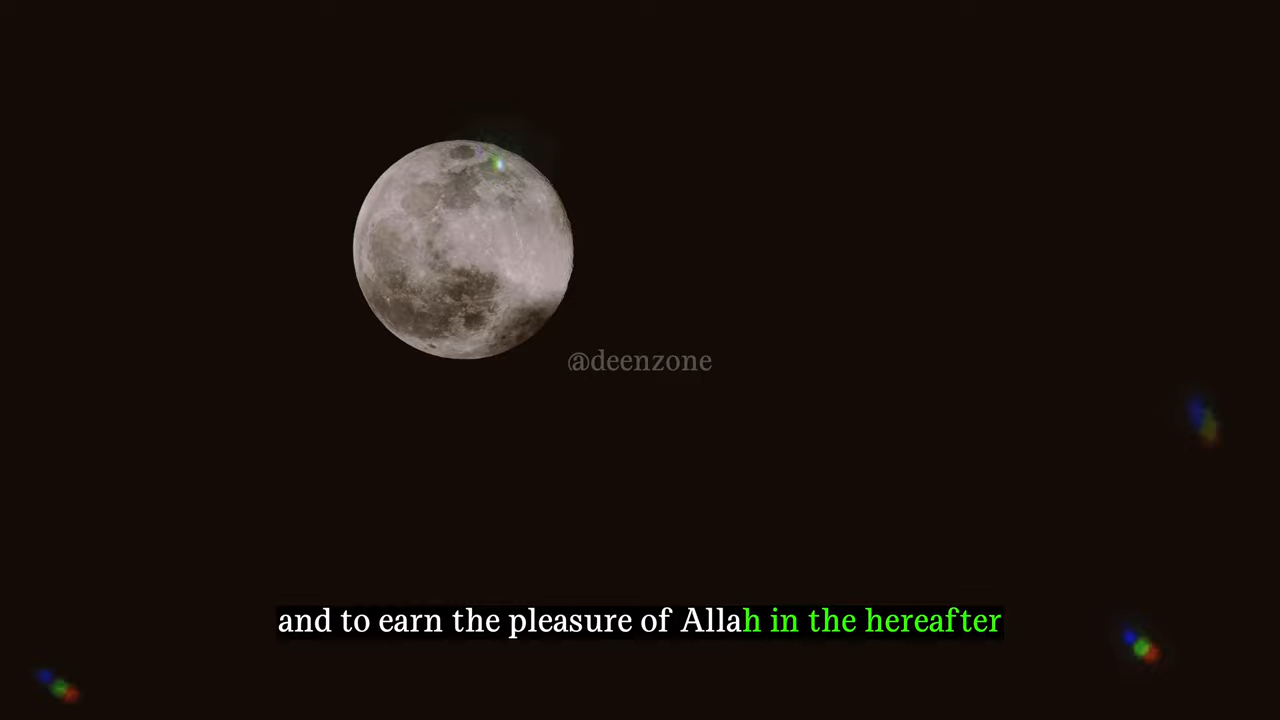 @deenzone
and to earn the pleasure of Allah in the hereafter